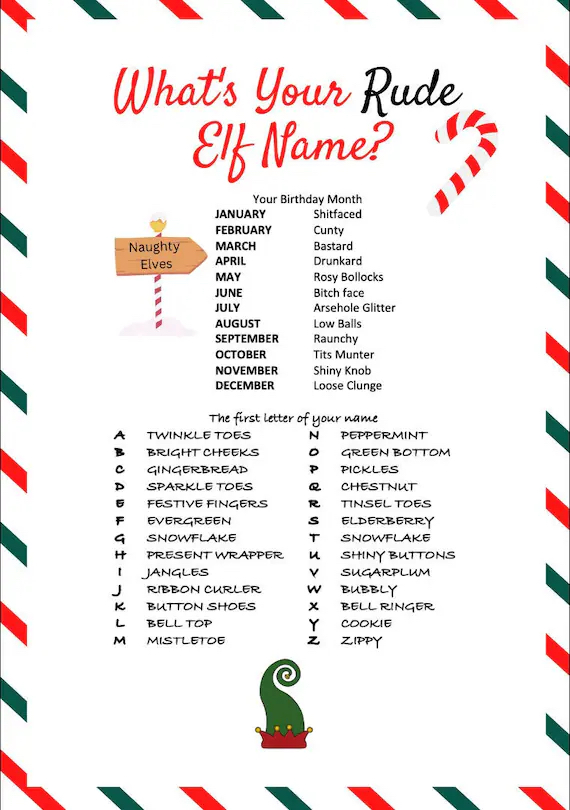 What's Your Rude
Elf Name?
Naughty
Elves
Your Birthday Month
JANUARY Shitfaced
FEBRUARY Cunty
MARCH Bastard
APRIL Drunkard
MAY Rosy Bollocks
JUNE Bitch face
JULY Arsehole Glitter
AUGUST Low Balls
SEPTEMBER Raunchy
OCTOBER Tits Munter
NOVEMBER Shiny Knob
DECEMBER Loose Clunge
The first letter of your name
A TWINKLE TOES N PEPPERMINT
B BRIGHT CHEEKS O GREEN BOTTOM
C GINGERBREAD P PICKLES
D SPARKLE TOES Q CHESTNUT
E FESTIVE FINGERS R TINSEL TOES
F EVERGREEN S ELDERBERRY
G SNOWFLAKE T SNOWFLAKE
H PRESENT WRAPPER U SHINY BUTTONS
I JANGLES V SUGARPLUM
J RIBBON CURLER W BUBBLY
K BUTTON SHOES X BELL RINGER
L BELL TOP Y COOKIE
M MISTLETOE Z ZIPPY